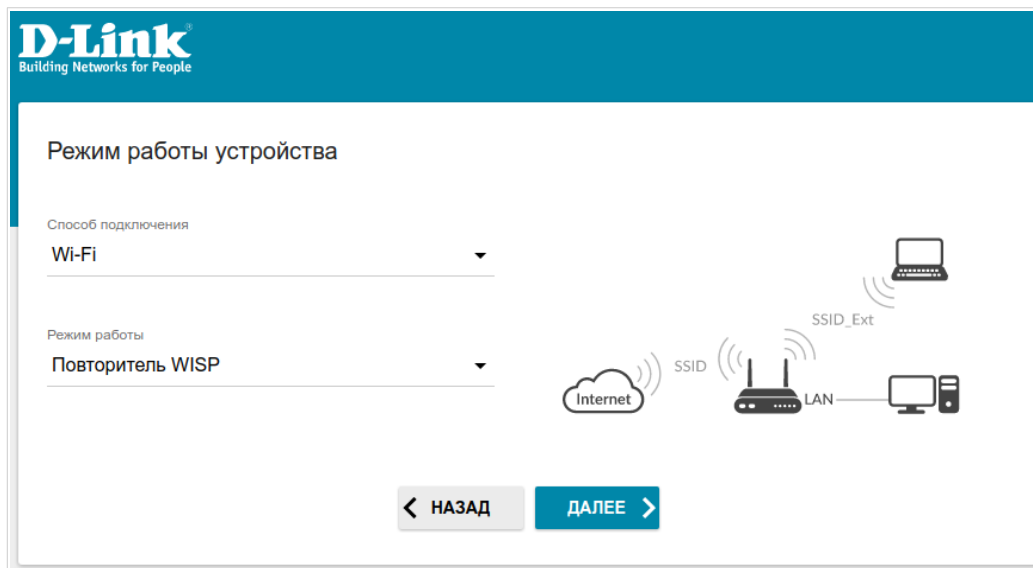 D-Link®
Building Networks for People
Режим работы устройства
Способ подключения
Wi-Fi
Режим работы
Повторитель WISP
SSID_Ext
SSID
Internet
LAN
НАЗАД
ДАЛЕЕ